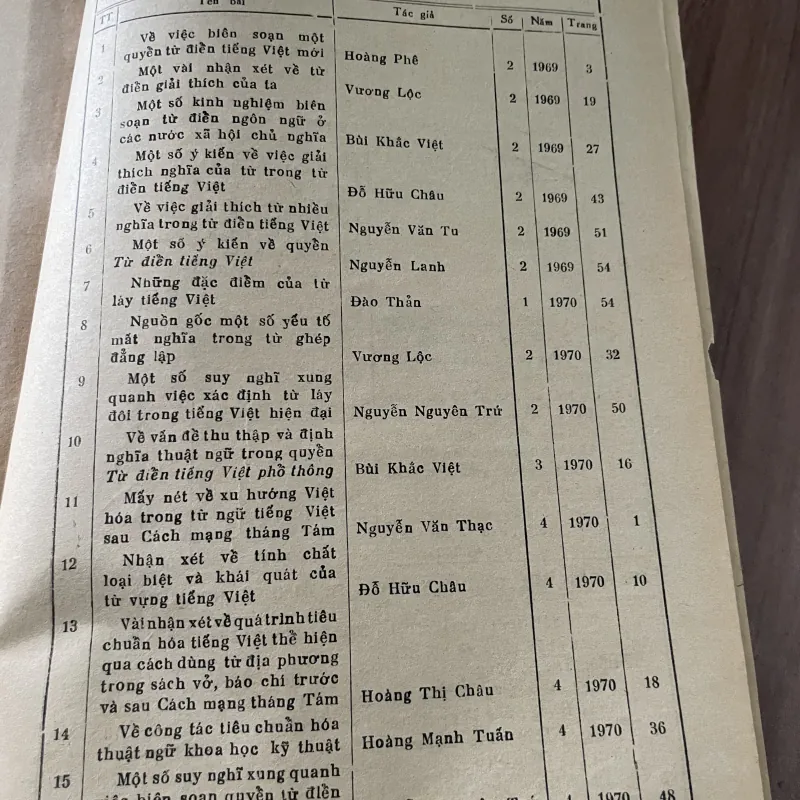 TT. Tên bài Tác giả Số Năm Trang
1 Về việc biên soạn một
quyển từ điển tiếng Việt mới Hoàng Phê 2 1969 3
2 Một vài nhận xét về từ
điển giải thích của ta Vương Lộc 2 1969 19
3 Một số kinh nghiệm biên
soạn từ điển ngôn ngữ ở
các nước xã hội chủ nghĩa Bùi Khắc Việt 2 1969 27
4 Một số ý kiến về việc giải
thích nghĩa của từ trong từ
điển tiếng Việt Đỗ Hữu Châu 2 1969 43
5 Về việc giải thích từ nhiều
nghĩa trong từ điển tiếng Việt Nguyễn Văn Tu 2 1969 51
6 Một số ý kiến về quyển
Từ điển tiếng Việt Nguyễn Lanh 2 1969 54
7 Những đặc điểm của từ
láy tiếng Việt Đào Thản 1 1970 54
8 Nguồn gốc một số yếu tố
mất nghĩa trong từ ghép
đẳng lập Vương Lộc 2 1970 32
9 Một số suy nghĩ xung
quanh việc xác định từ láy
đôi trong tiếng Việt hiện đại Nguyễn Nguyên Trứ 2 1970 50
10 Về vấn đề thu thập và định
nghĩa thuật ngữ trong quyển
Từ điển tiếng Việt phổ thông Bùi Khắc Việt 3 1970 16
11 Mấy nét về xu hướng Việt
hóa trong từ ngữ tiếng Việt
sau Cách mạng tháng Tám Nguyễn Văn Thạc 4 1970 1
12 Nhận xét về tính chất
loại biệt và khái quát của
từ vựng tiếng Việt Đỗ Hữu Châu 4 1970 10
13 Vài nhận xét về quá trình tiêu
chuẩn hóa tiếng Việt thể hiện
qua cách dùng từ địa phương
trong sách vở, báo chí trước
và sau Cách mạng tháng Tám Hoàng Thị Châu 4 1970 18
14 Về công tác tiêu chuẩn hóa
thuật ngữ khoa học kỹ thuật Hoàng Mạnh Tuấn 4 1970 36
15 Một số suy nghĩ xung quanh
biên soạn quyển từ điển 4 1970 48